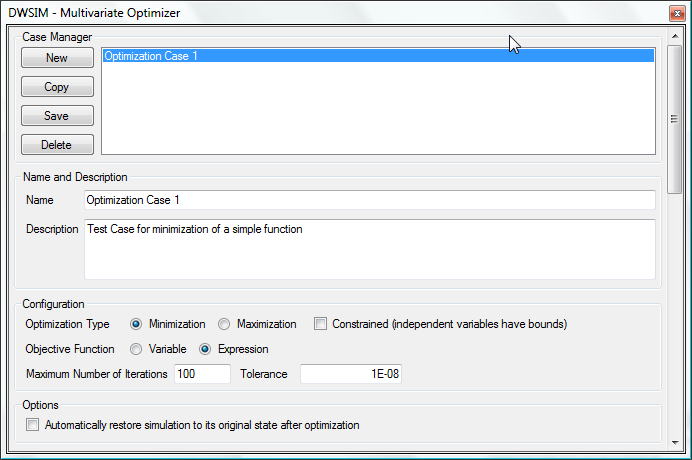 DWSIM - Multivariate Optimizer
Case Manager
New
Optimization Case 1
Copy
Save
Delete
Name and Description
Name Optimization Case 1
Description Test Case for minimization of a simple function
Configuration
Optimization Type Minimization Maximization Constrained (independent variables have bounds)
Objective Function Variable Expression
Maximum Number of Iterations 100 Tolerance 1E-08
Options
Automatically restore simulation to its original state after optimization